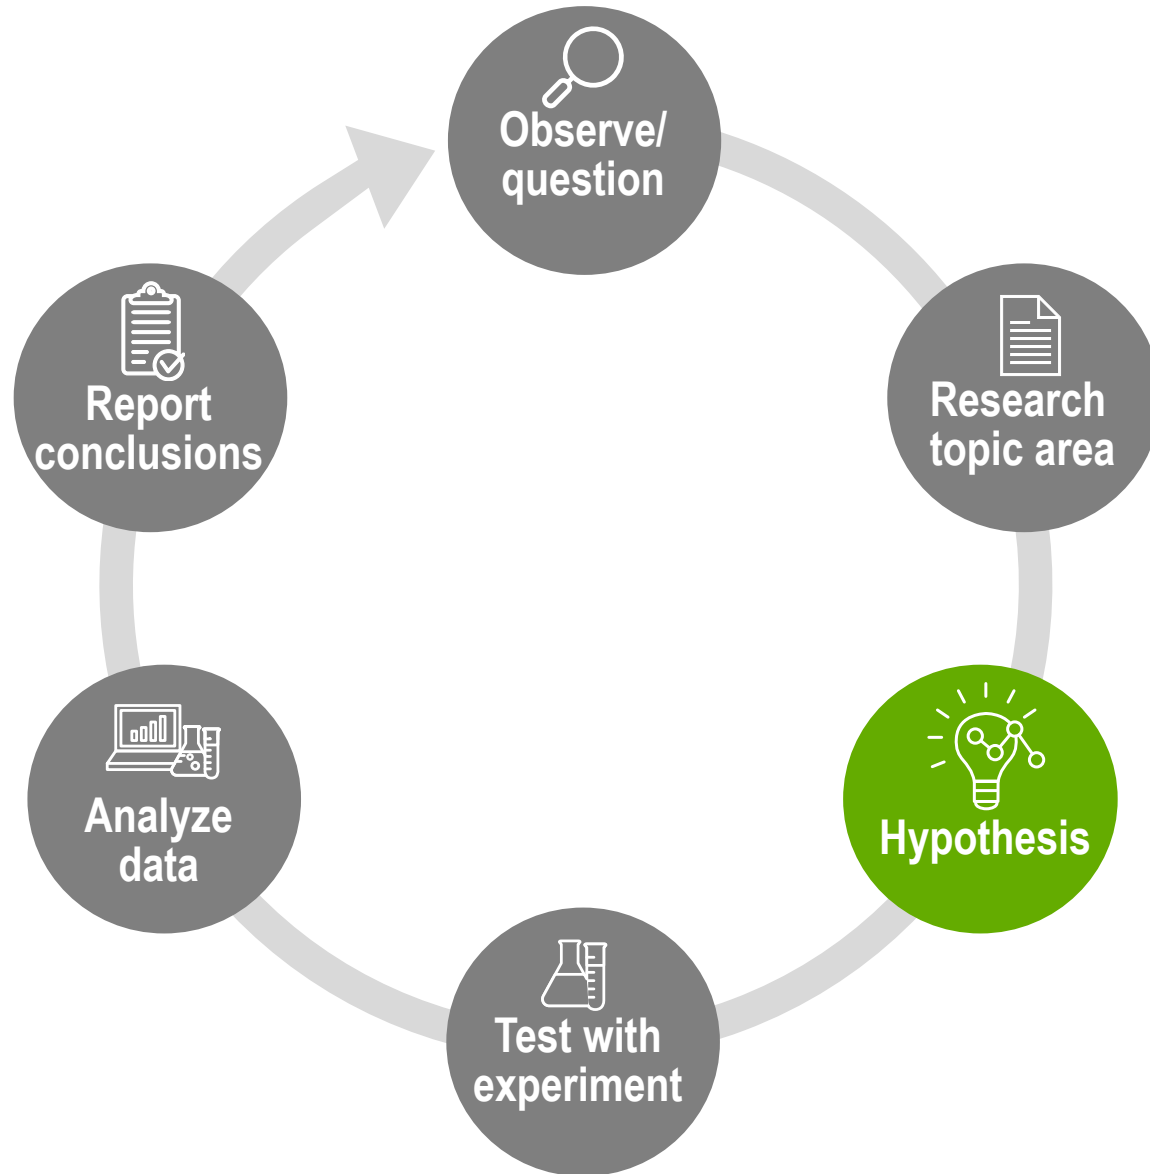 Observe/
question
Research
topic area
Hypothesis
Test with
experiment
Analyze
data
Report
conclusions